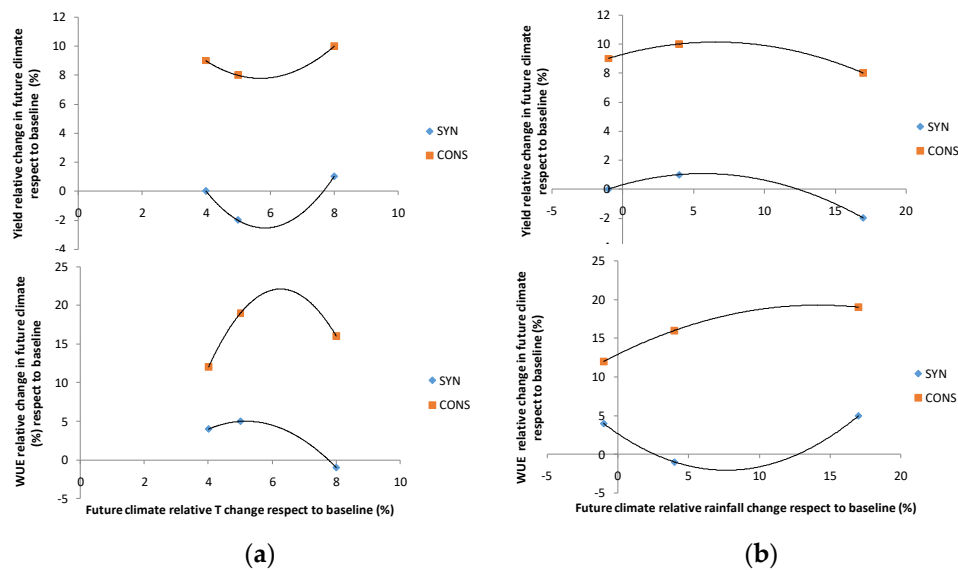 Yield relative change in future climate
respect to baseline (%)
12
10
8
6
4
2
0
-2
-4
0
2
4
6
8
10
SYN
CONS
Yield relative change in future climate
respect to baseline (%)
12
10
8
6
4
2
0
-2
-5
0
5
10
15
20
SYN
CONS
WUE relative change in future climate
(%) respect to baseline
25
20
15
10
5
0
-5
0
2
4
6
8
10
SYN
CONS
Future climate relative T change respect to baseline (%)
WUE relative change in future climate
respect to baseline (%)
25
20
15
10
5
0
-5
-5
0
5
10
15
20
SYN
CONS
Future climate relative rainfall change respect to baseline (%)
(a)
(b)